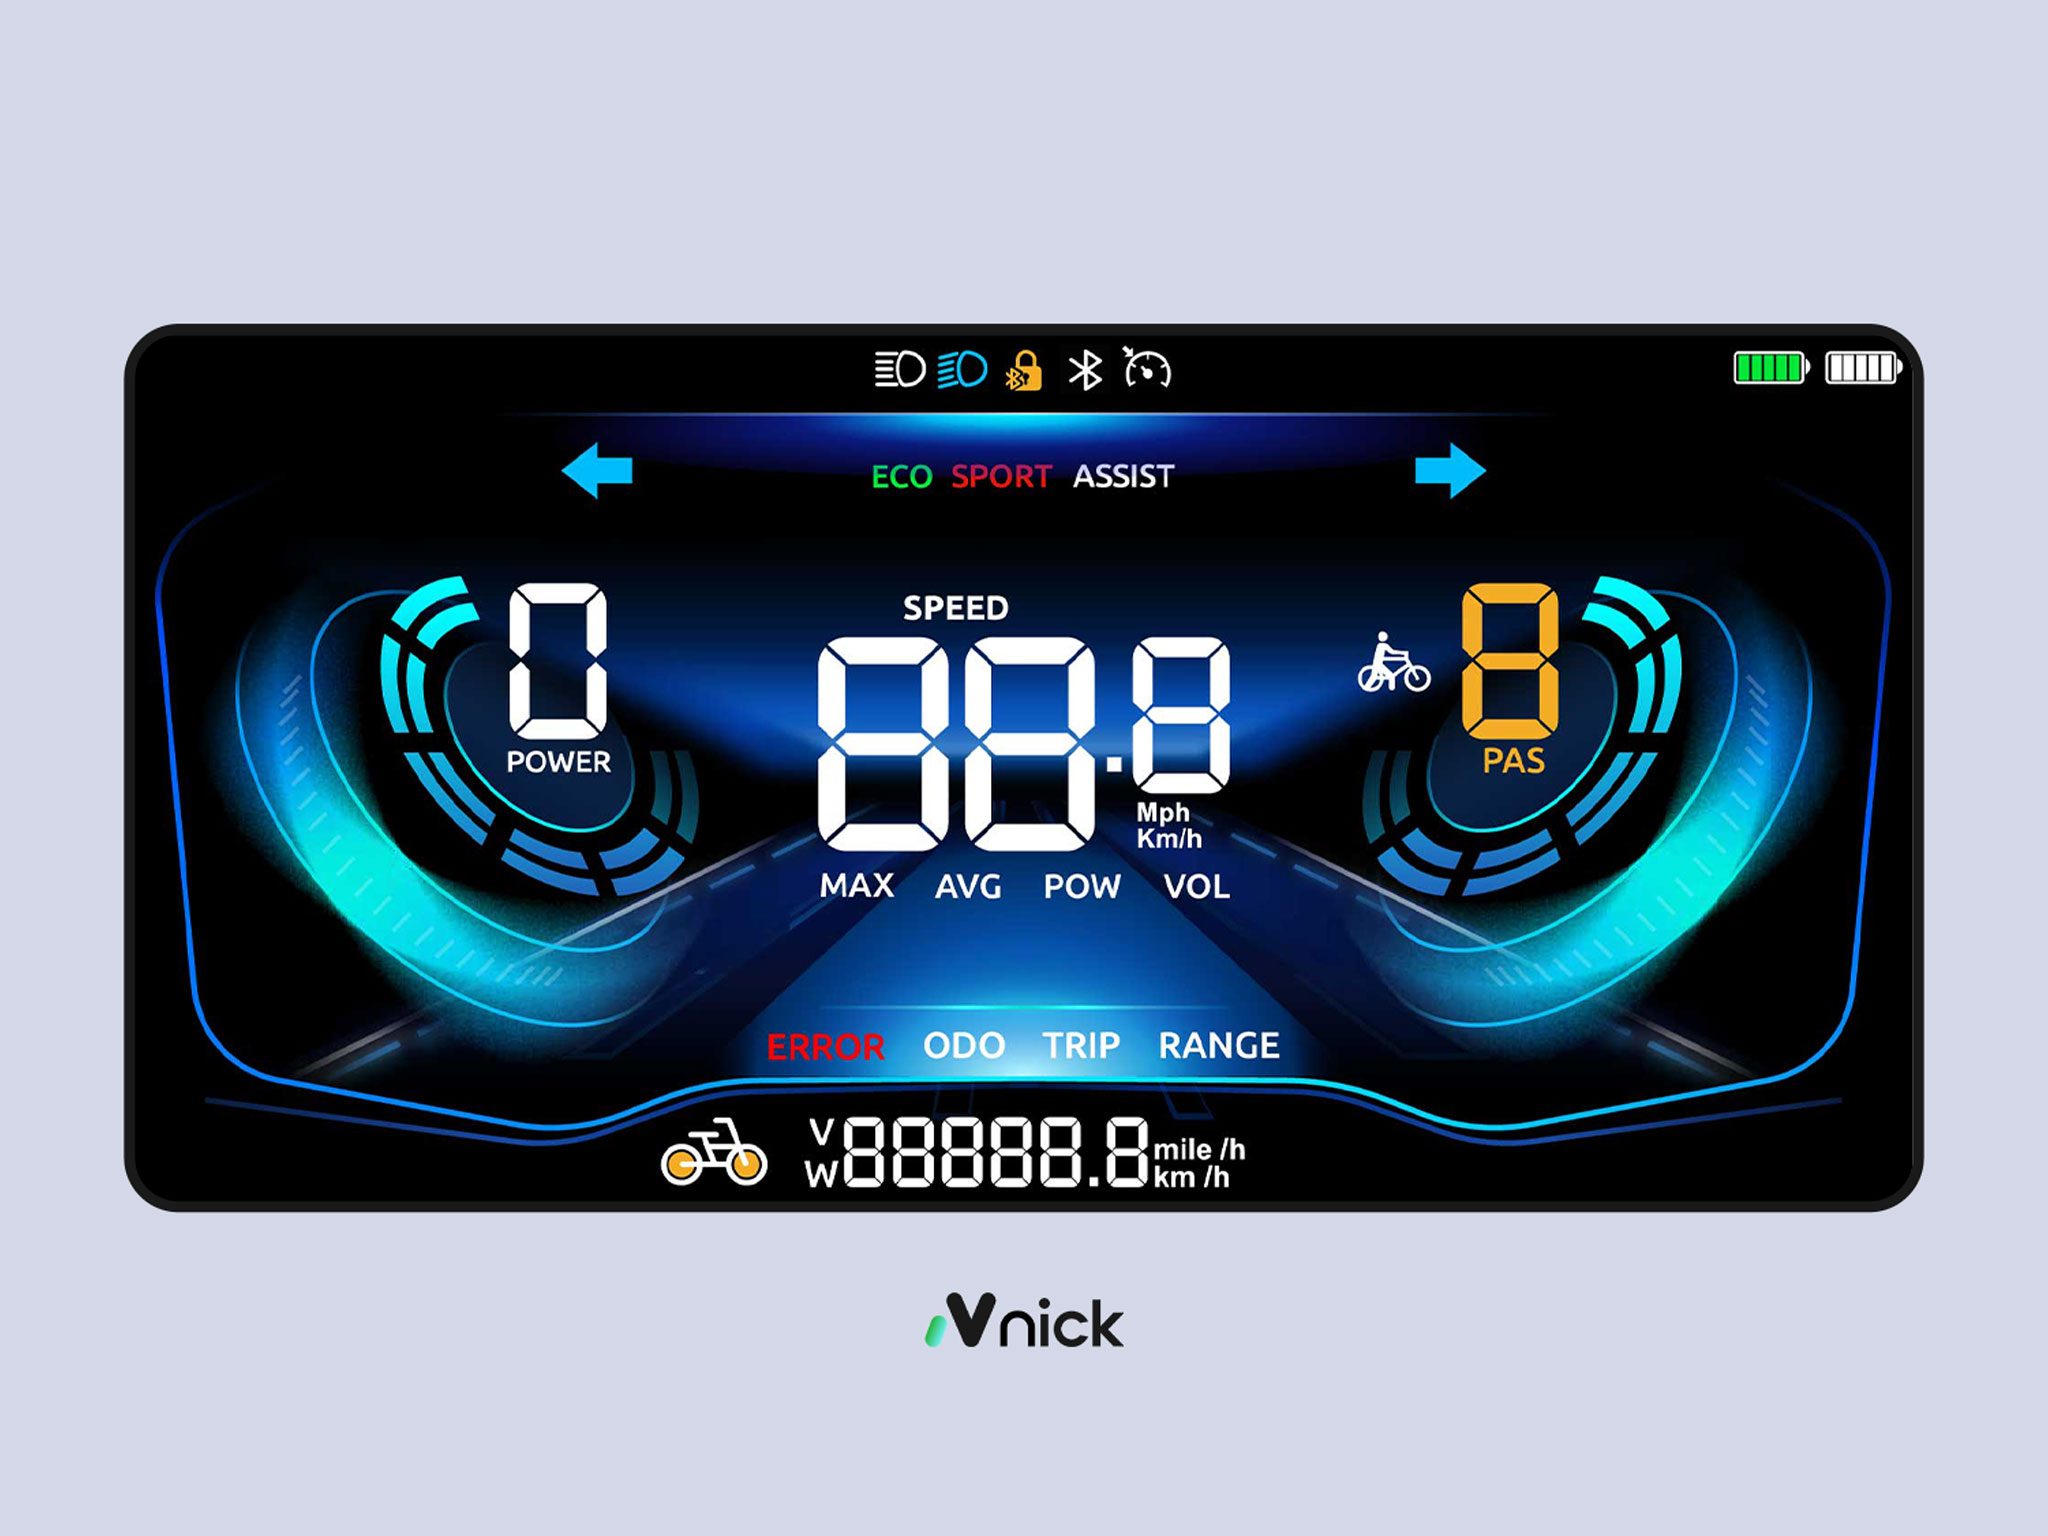 ECO SPORT ASSIST
0
POWER
SPEED
88.8
Mph
Km/h
8
PAS
MAX AVG POW VOL
ERROR ODO TRIP RANGE
V
W
88888.8
mile /h
km /h
Vnick